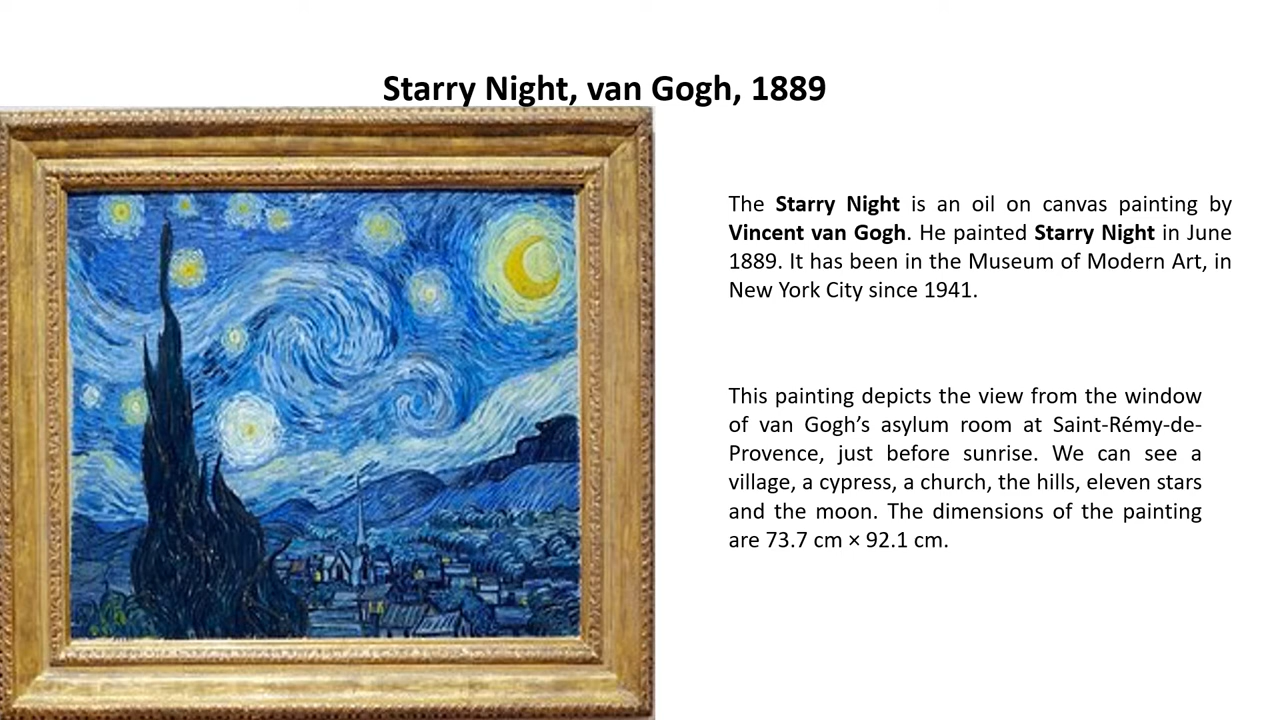 Starry Night, van Gogh, 1889
The Starry Night is an oil on canvas painting by
Vincent van Gogh. He painted Starry Night in June
1889. It has been in the Museum of Modern Art, in
New York City since 1941.
This painting depicts the view from the window
of van Gogh’s asylum room at Saint-Rémy-de-
Provence, just before sunrise. We can see a
village, a cypress, a church, the hills, eleven stars
and the moon. The dimensions of the painting
are 73.7 cm × 92.1 cm.